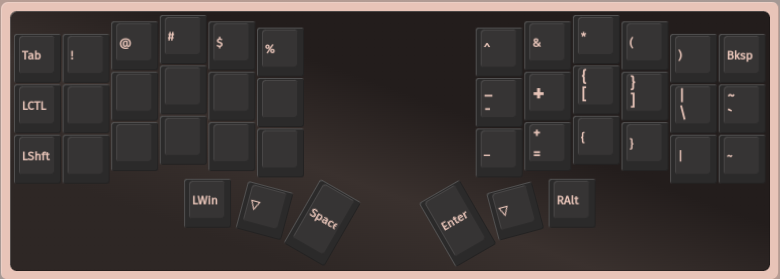 Tab ! @ # $ % ^ & * ( ) Bksp
LCTL _ - + { [ } ] | \ ~ `
LShft _ + = { } | ~
LWin ▽ Space Enter ▽ RAlt